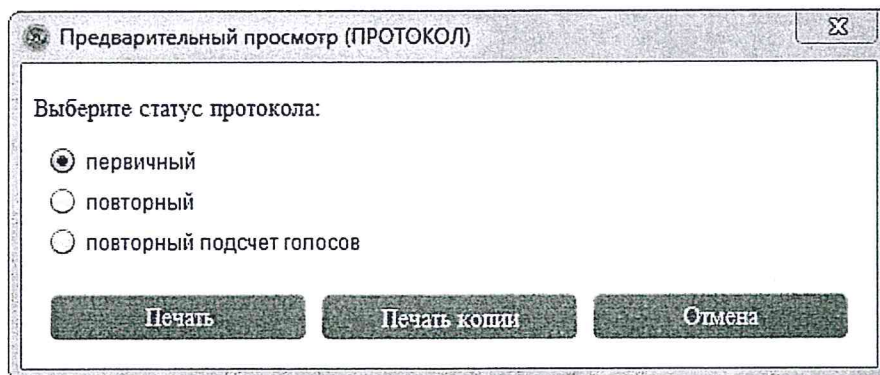 Предварительный просмотр (ПРОТОКОЛ)
Выберите статус протокола:
первичный
повторный
повторный подсчет голосов
Печать
Печать копии
Отмена